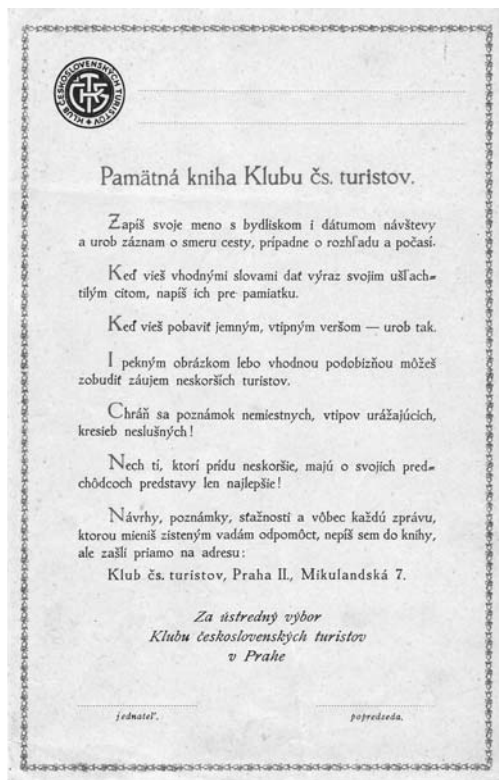 KLUB ČESKOSLOVENSKÝCH TURISTOV
KČST
Pamätná kniha Klubu čs. turistov.
Zapíš svoje meno s bydliskom i dátumom návštevy
a urob záznam o smeru cesty, prípadne o rozhľadu a počasí.
Keď vieš vhodnými slovami dať výraz svojim ušľach-
tilým citom, napíš ich pre pamiatku.
Keď vieš pobaviť jemným, vtipným veršom — urob tak.
I pekným obrázkom lebo vhodnou podobizňou môžeš
zobudiť záujem neskorších turistov.
Chráň sa poznámok nemiestnych, vtipov urážajúcich,
kresieb neslušných!
Nech tí, ktorí prídu neskoršie, majú o svojich pred-
chôdcoch predstavy len najlepšie!
Návrhy, poznámky, sťažnosti a vôbec každú zprávu,
ktorou mieniš zisteným vadám odpomôcť, nepíš sem do knihy,
ale zašli priamo na adresu:
Klub čs. turistov, Praha II., Mikulandská 7.
Za ústredný výbor
Klubu československých turistov
v Prahe
jednateľ.
popredseda.